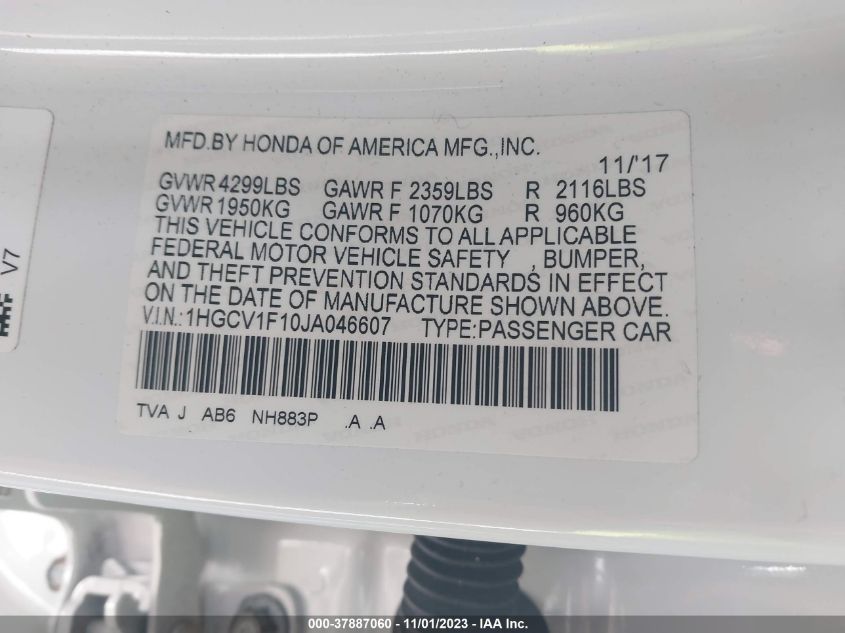 MFD.BY HONDA OF AMERICA MFG.,INC.
11/'17
GVWR 4299LBS GAWR F 2359LBS R 2116LBS
GVWR 1950KG GAWR F 1070KG R 960KG
THIS VEHICLE CONFORMS TO ALL APPLICABLE
FEDERAL MOTOR VEHICLE SAFETY , BUMPER,
AND THEFT PREVENTION STANDARDS IN EFFECT
ON THE DATE OF MANUFACTURE SHOWN ABOVE.
V.I.N.:1HGCV1F10JA046607 TYPE:PASSENGER CAR
TVA J AB6 NH883P .A .A
V7
000-37887060 - 11/01/2023 - IAA Inc.